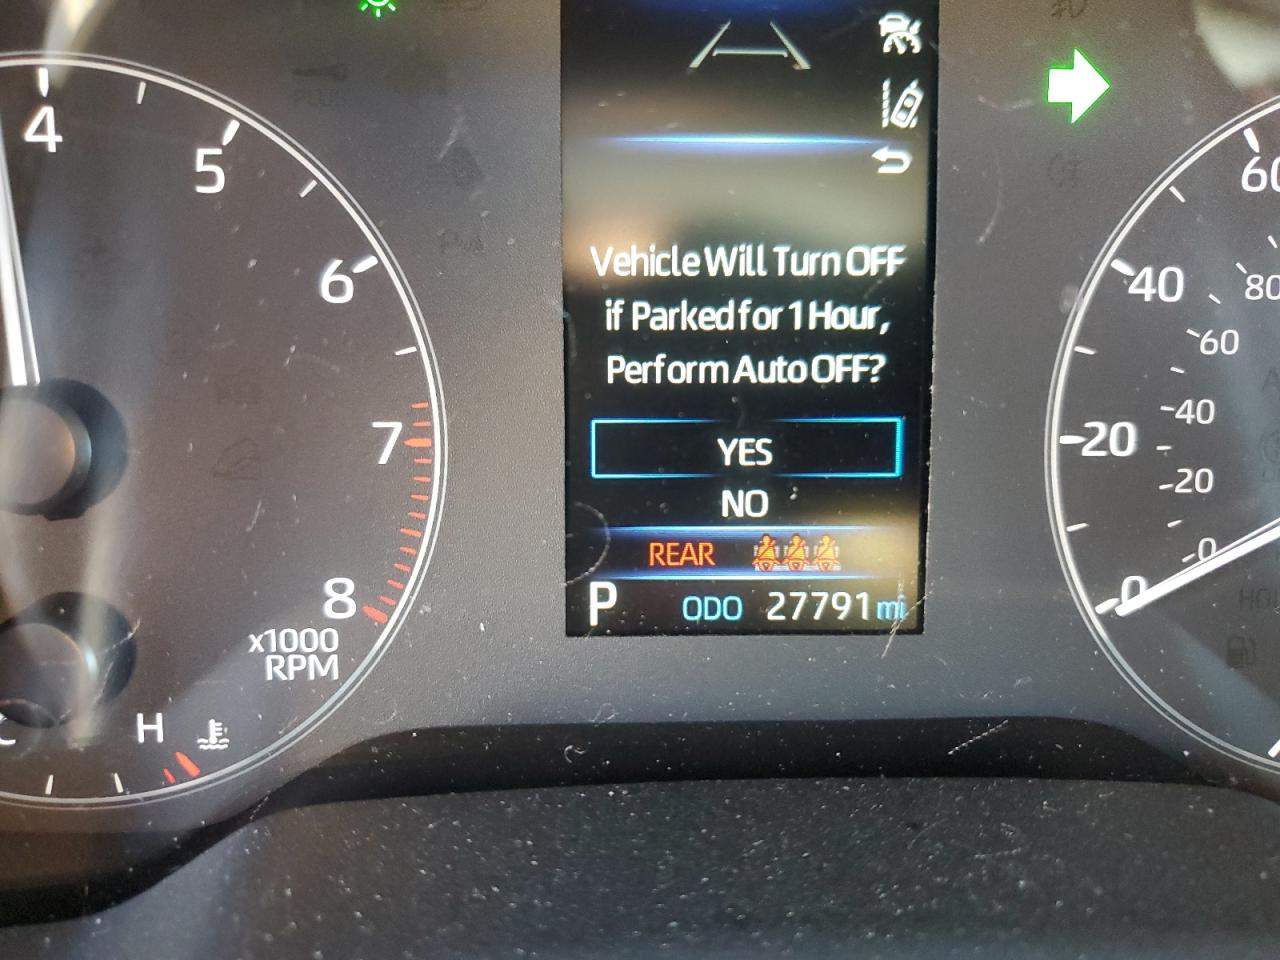 4
5
6
7
8
x1000
RPM
H
Vehicle Will Turn OFF
if Parked for 1 Hour,
Perform Auto OFF?
YES
NO
REAR
P ODO 27791 mi
60
40
20
0
80
60
40
20
0